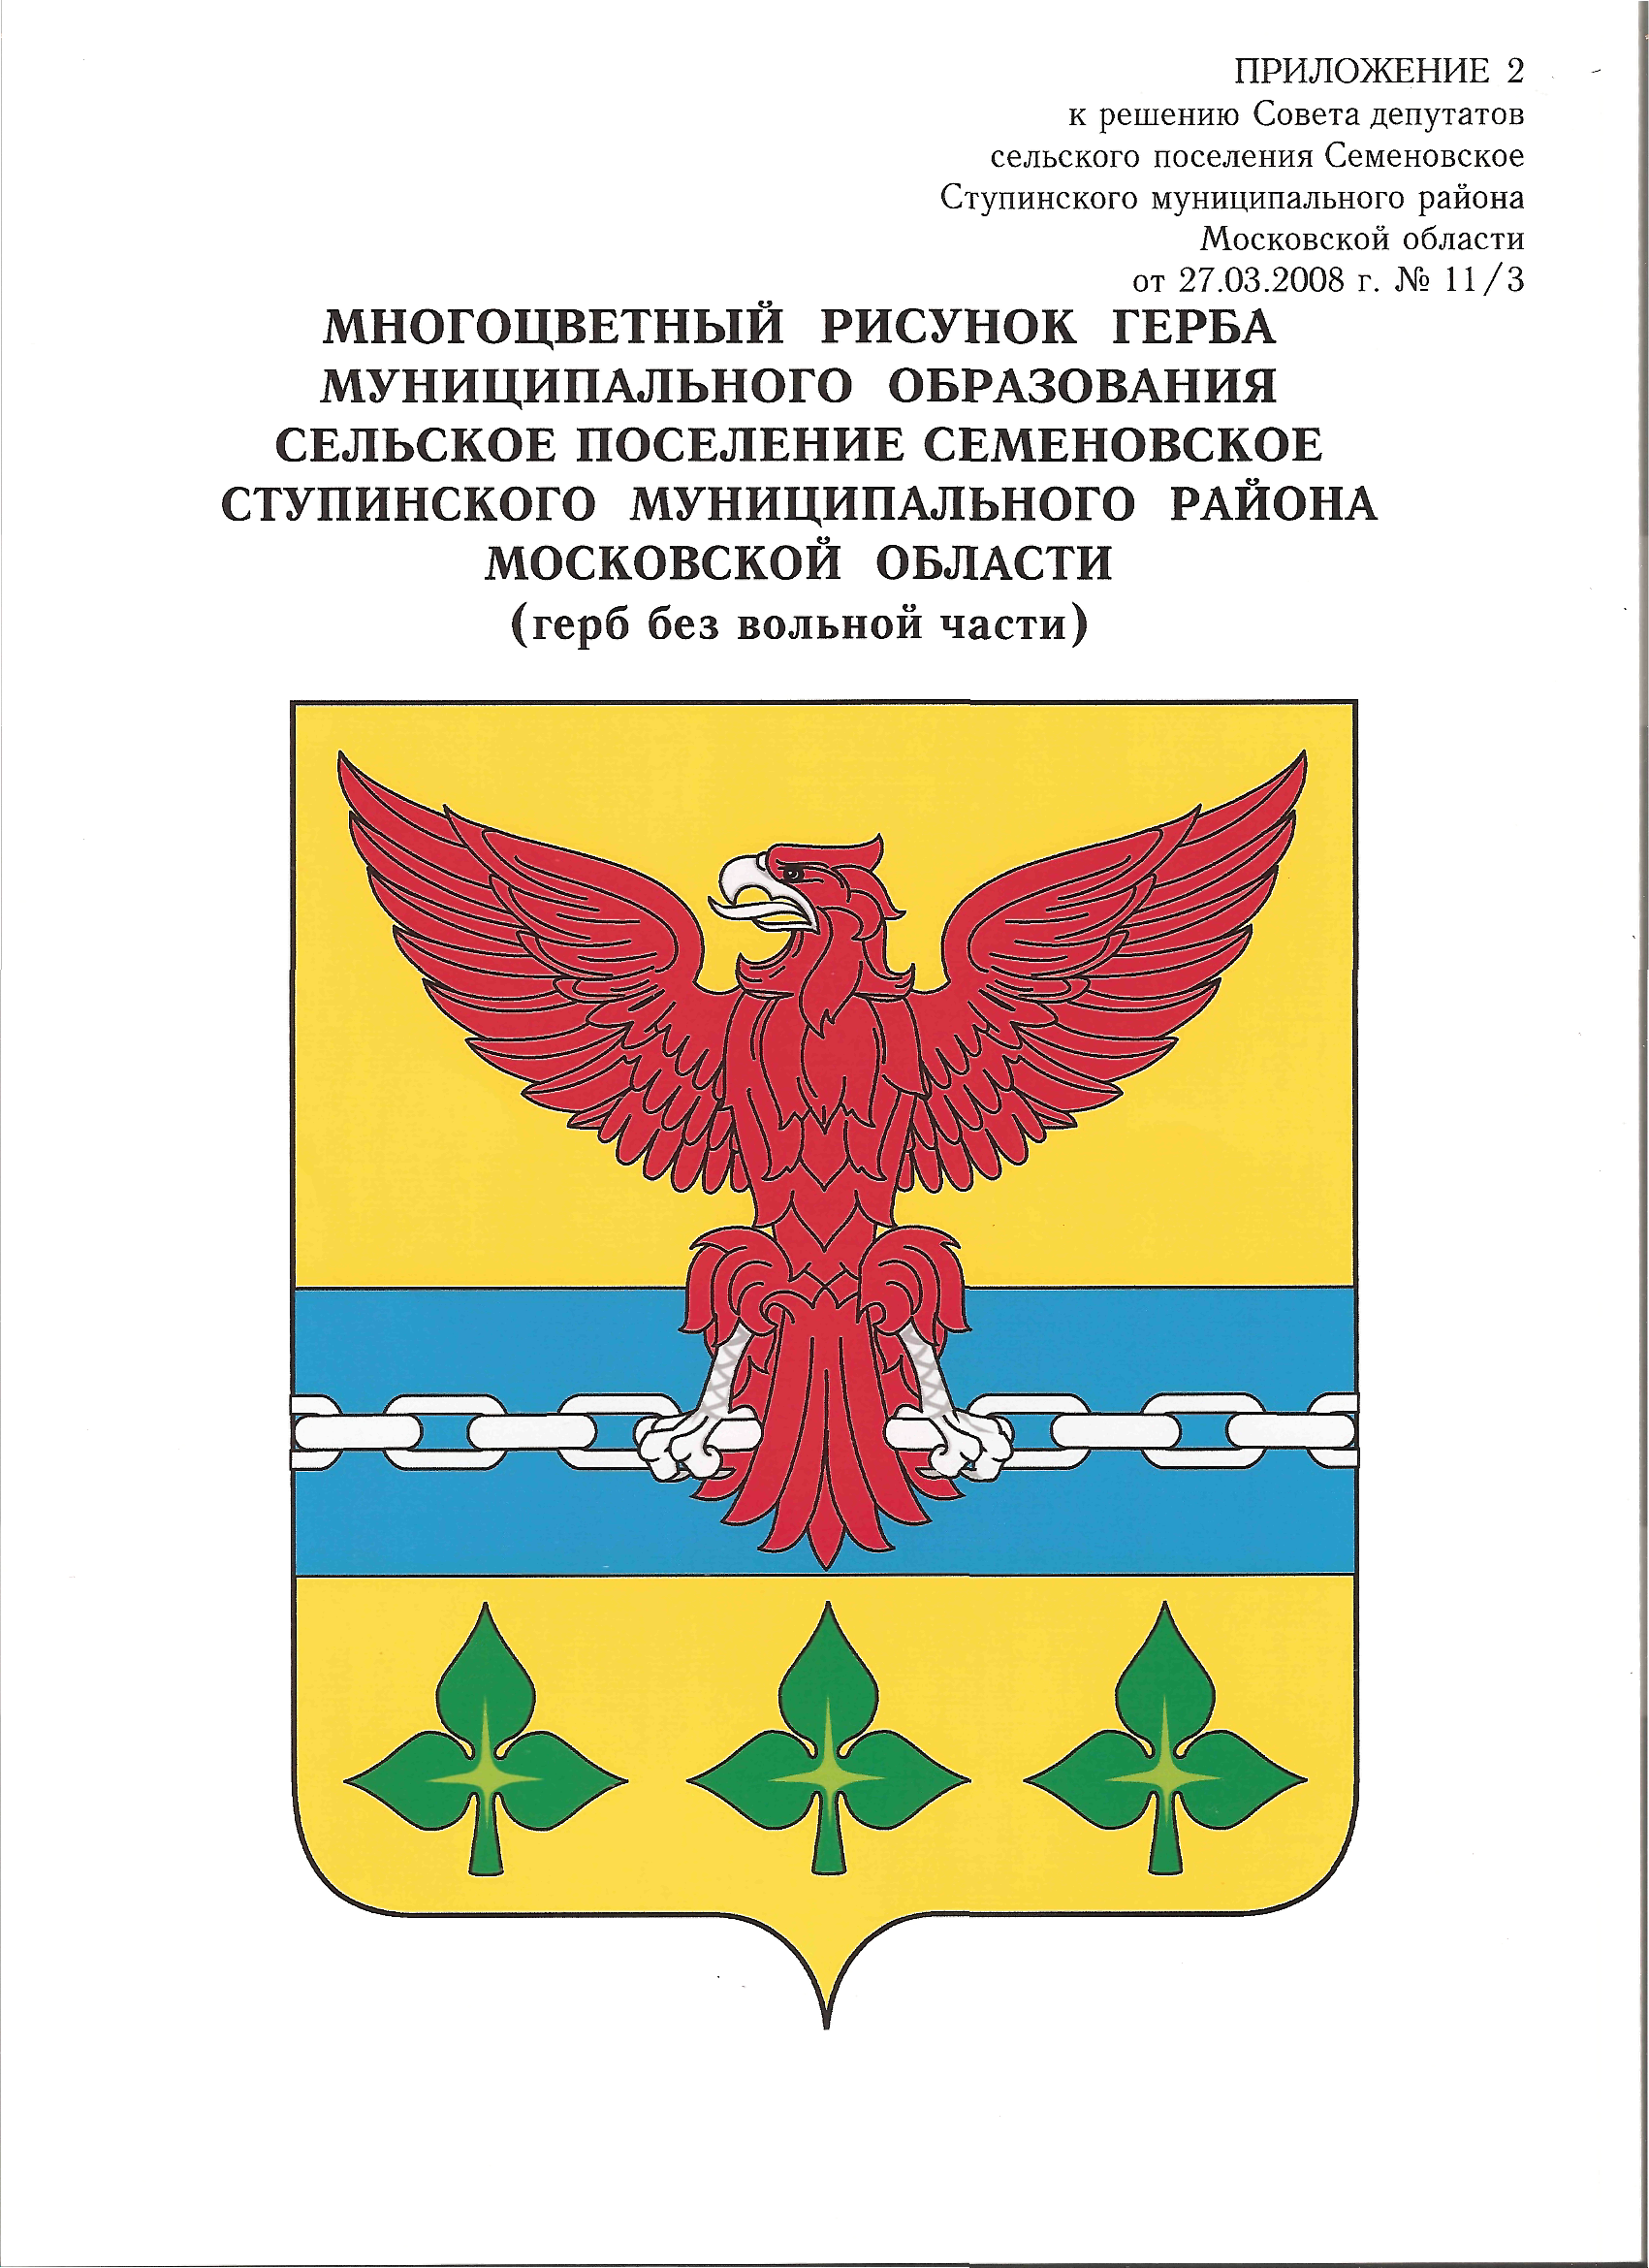 ПРИЛОЖЕНИЕ 2
к решению Совета депутатов
сельского поселения Семеновское
Ступинского муниципального района
Московской области
от 27.03.2008 г. № 11/3
МНОГОЦВЕТНЫЙ РИСУНОК ГЕРБА
МУНИЦИПАЛЬНОГО ОБРАЗОВАНИЯ
СЕЛЬСКОЕ ПОСЕЛЕНИЕ СЕМЕНОВСКОЕ
СТУПИНСКОГО МУНИЦИПАЛЬНОГО РАЙОНА
МОСКОВСКОЙ ОБЛАСТИ
(герб без вольной части)